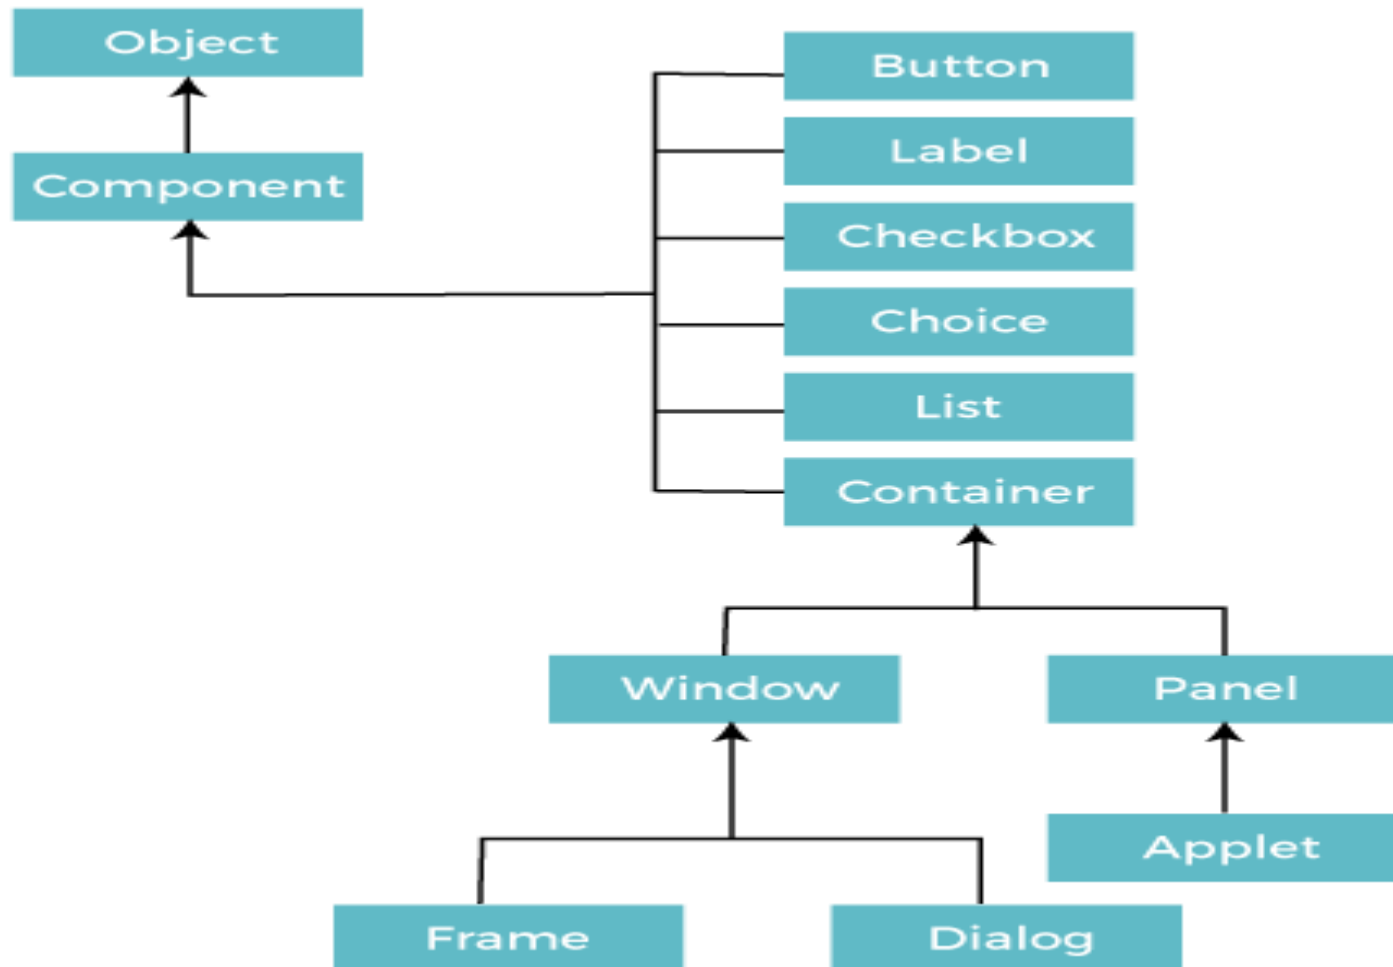 Object
Component
Button
Label
Checkbox
Choice
List
Container
Window
Panel
Applet
Frame
Dialog